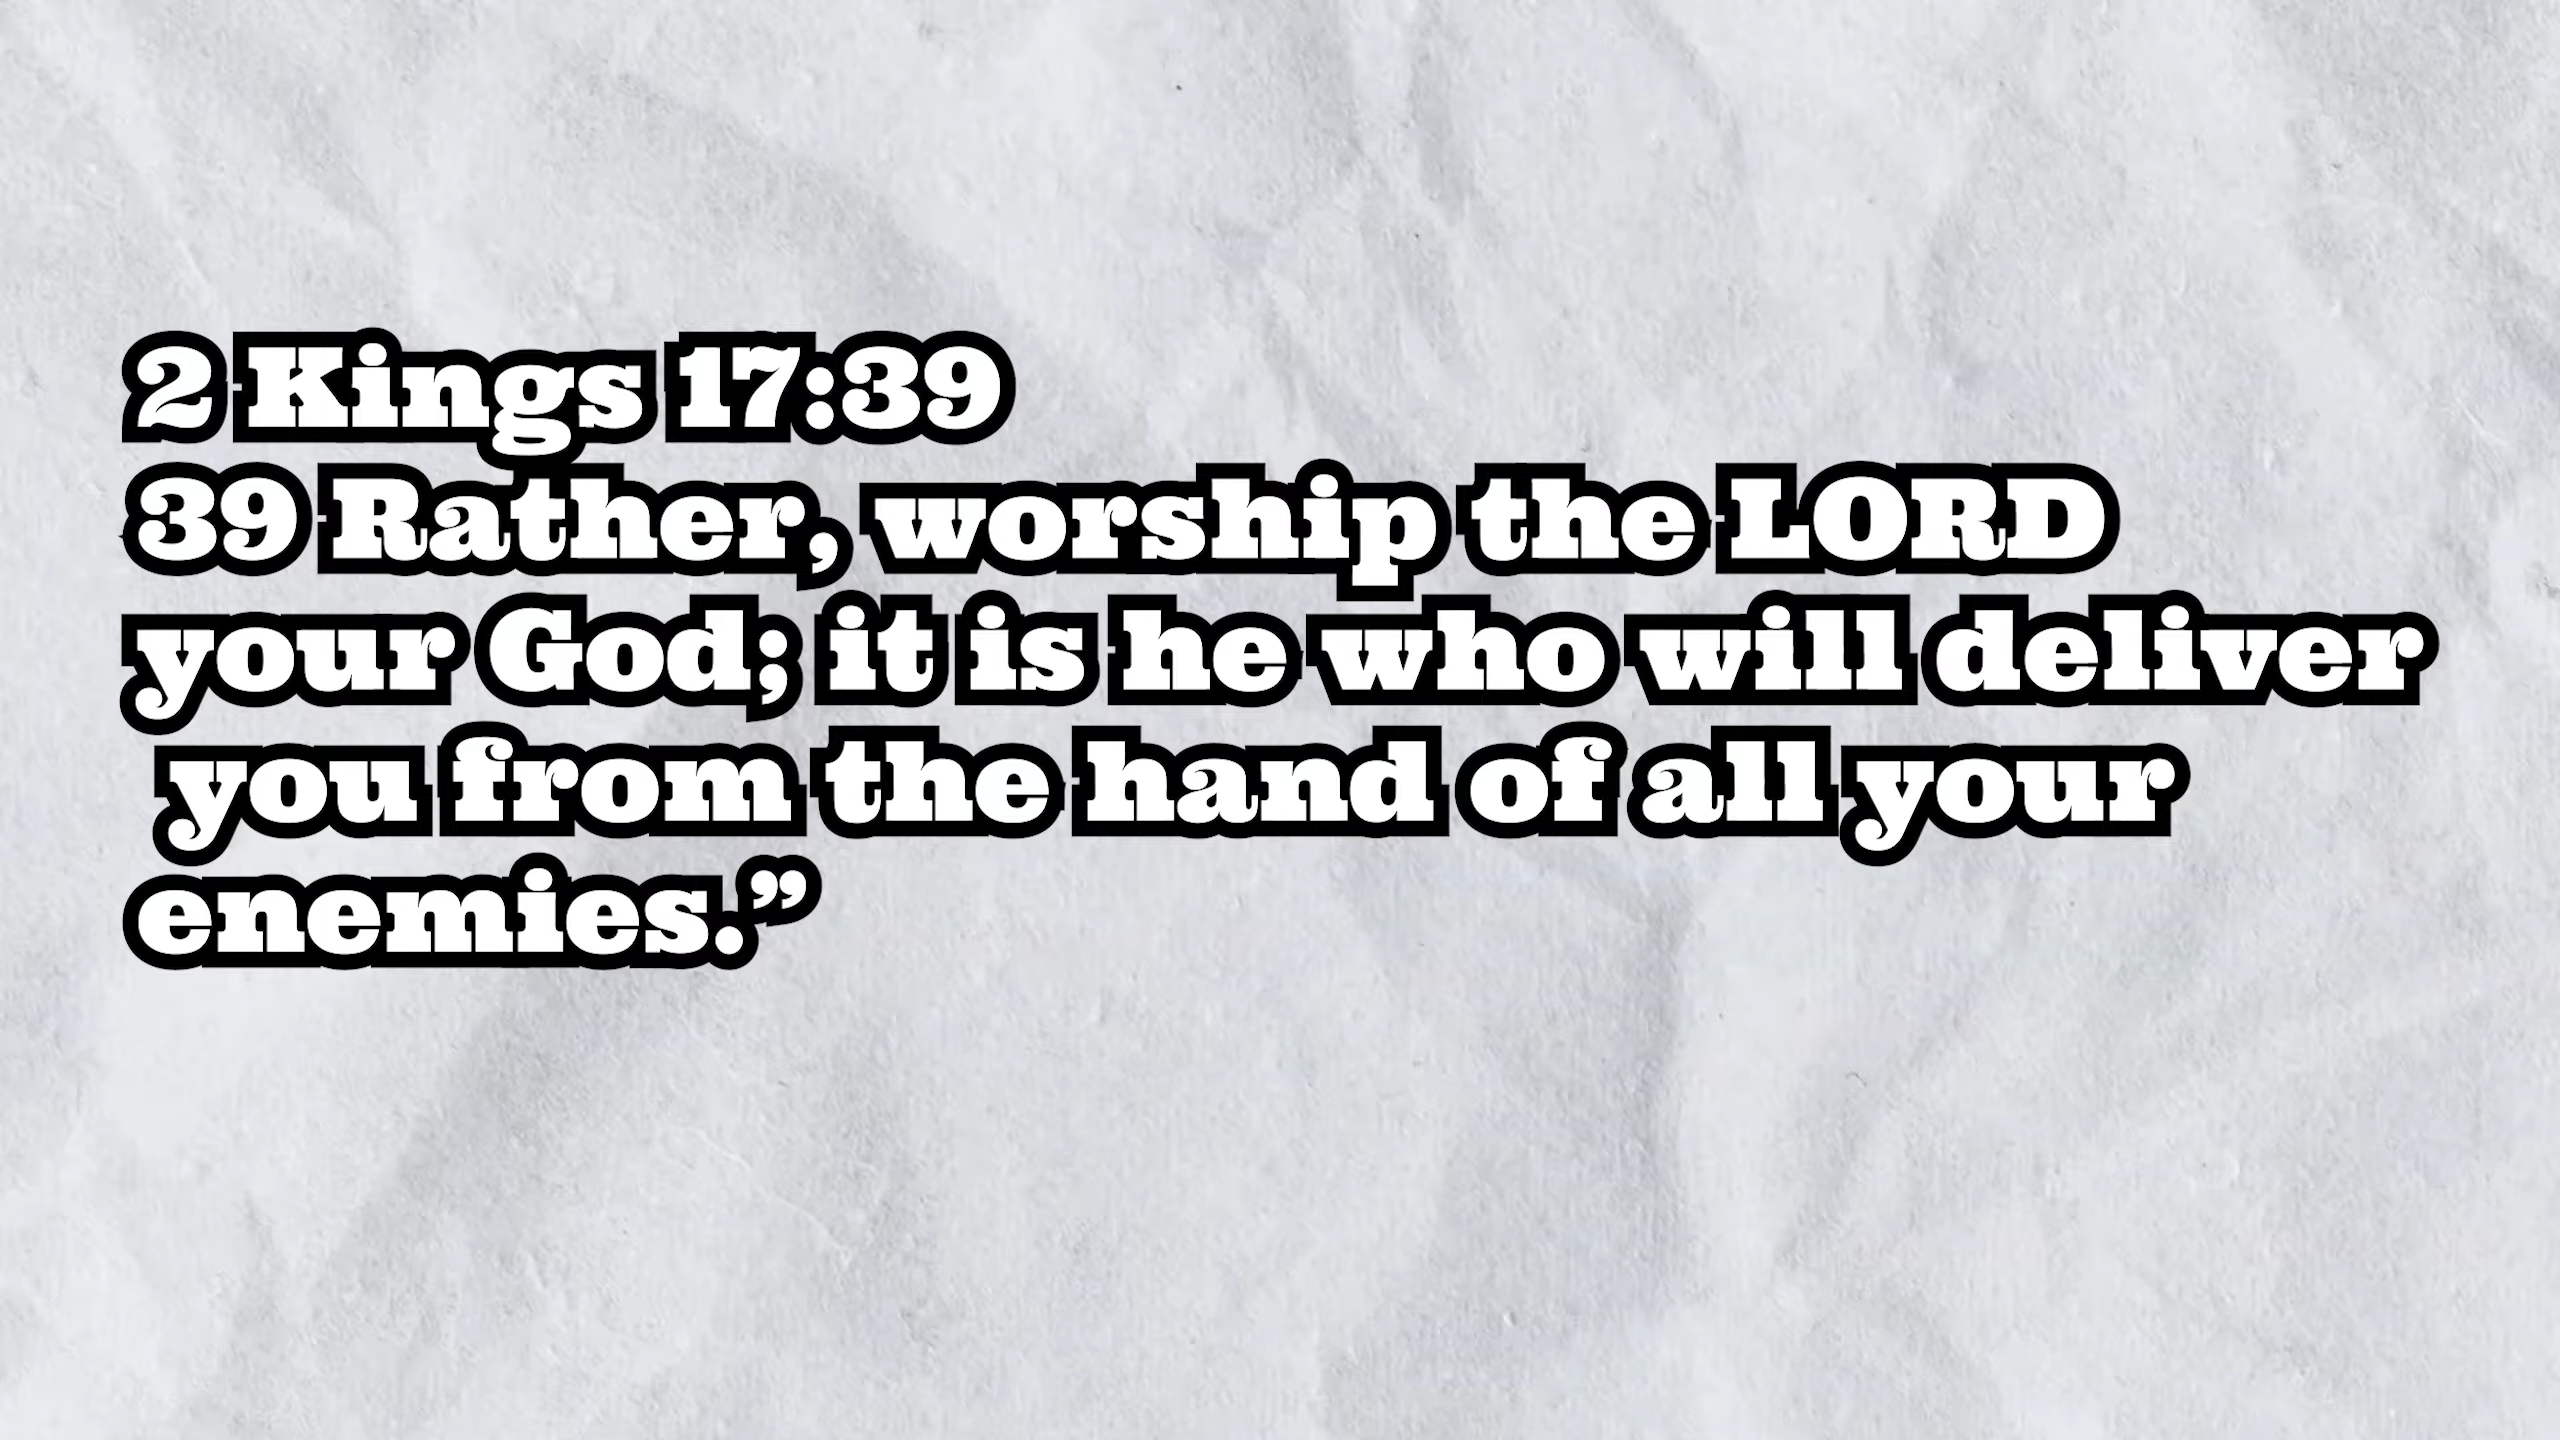 2 Kings 17:39
39 Rather, worship the LORD
your God; it is he who will deliver
you from the hand of all your
enemies.”